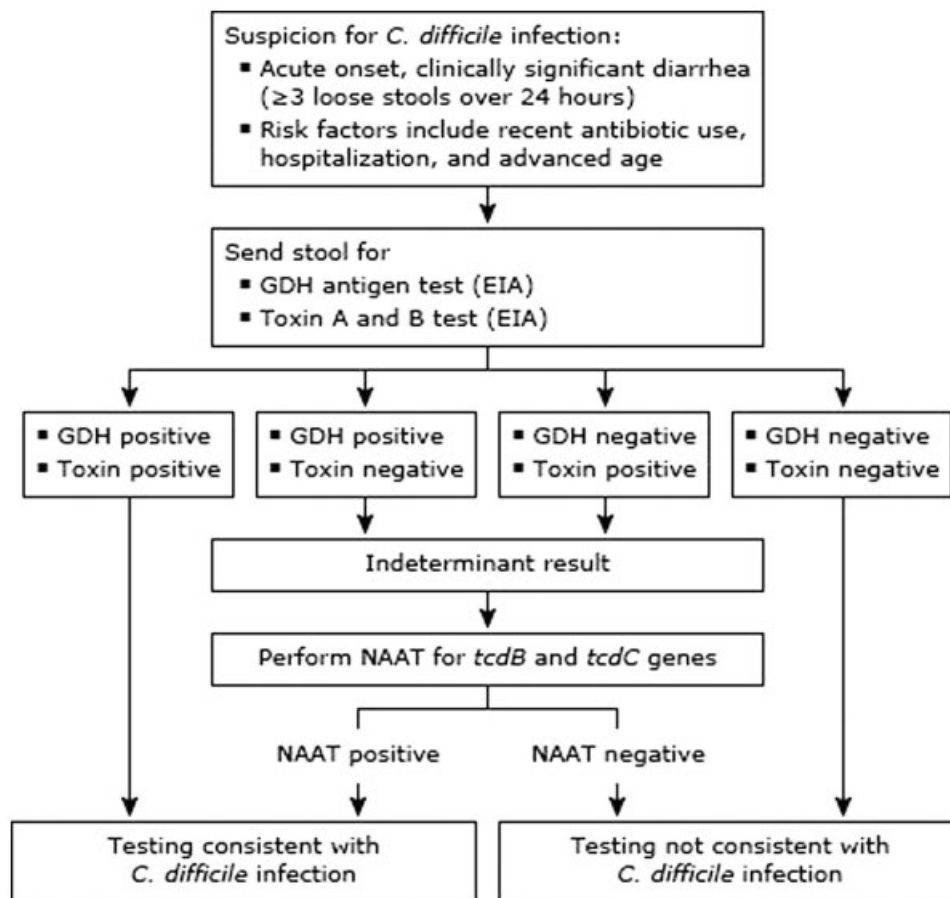 Suspicion for C. difficile infection:
▪ Acute onset, clinically significant diarrhea
(≥3 loose stools over 24 hours)
▪ Risk factors include recent antibiotic use,
hospitalization, and advanced age
Send stool for
▪ GDH antigen test (EIA)
▪ Toxin A and B test (EIA)
▪ GDH positive
▪ Toxin positive
▪ GDH positive
▪ Toxin negative
▪ GDH negative
▪ Toxin positive
▪ GDH negative
▪ Toxin negative
Indeterminant result
Perform NAAT for tcdB and tcdC genes
NAAT positive
NAAT negative
Testing consistent with
C. difficile infection
Testing not consistent with
C. difficile infection